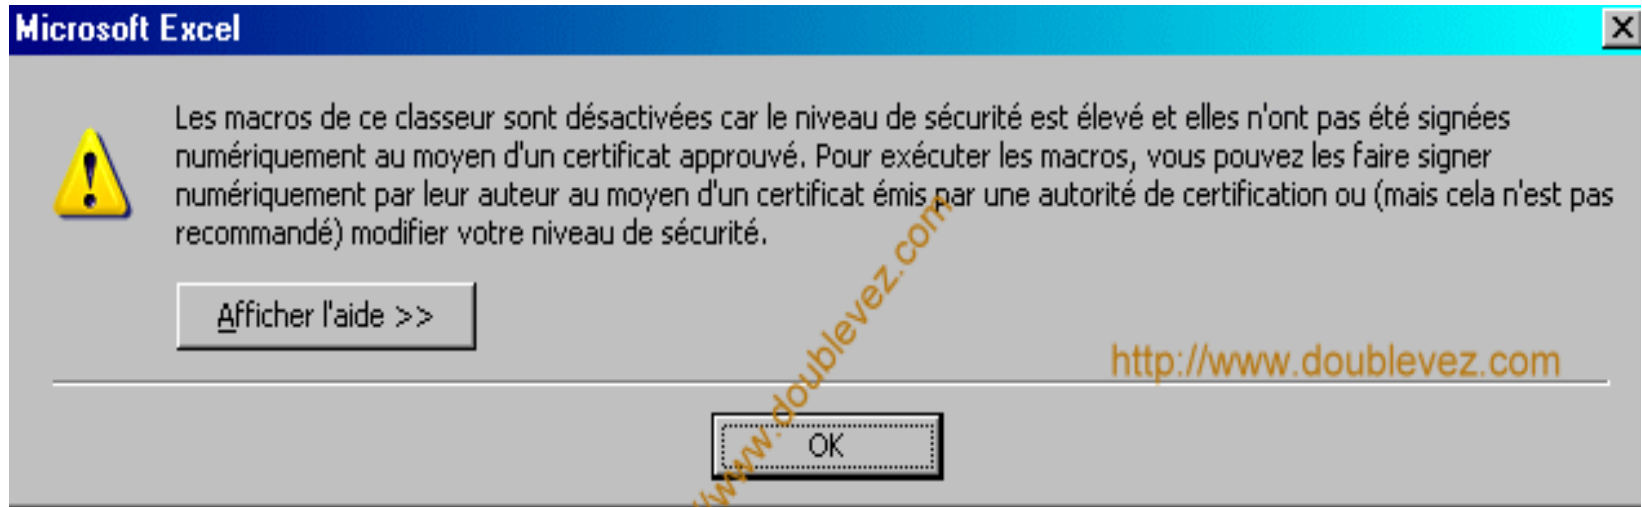 Microsoft Excel
Les macros de ce classeur sont désactivées car le niveau de sécurité est élevé et elles n'ont pas été signées
numériquement au moyen d'un certificat approuvé. Pour exécuter les macros, vous pouvez les faire signer
numériquement par leur auteur au moyen d'un certificat émis par une autorité de certification ou (mais cela n'est pas
recommandé) modifier votre niveau de sécurité.
Afficher l'aide >>
http://www.doublevez.com
//www.doublevez.com
OK